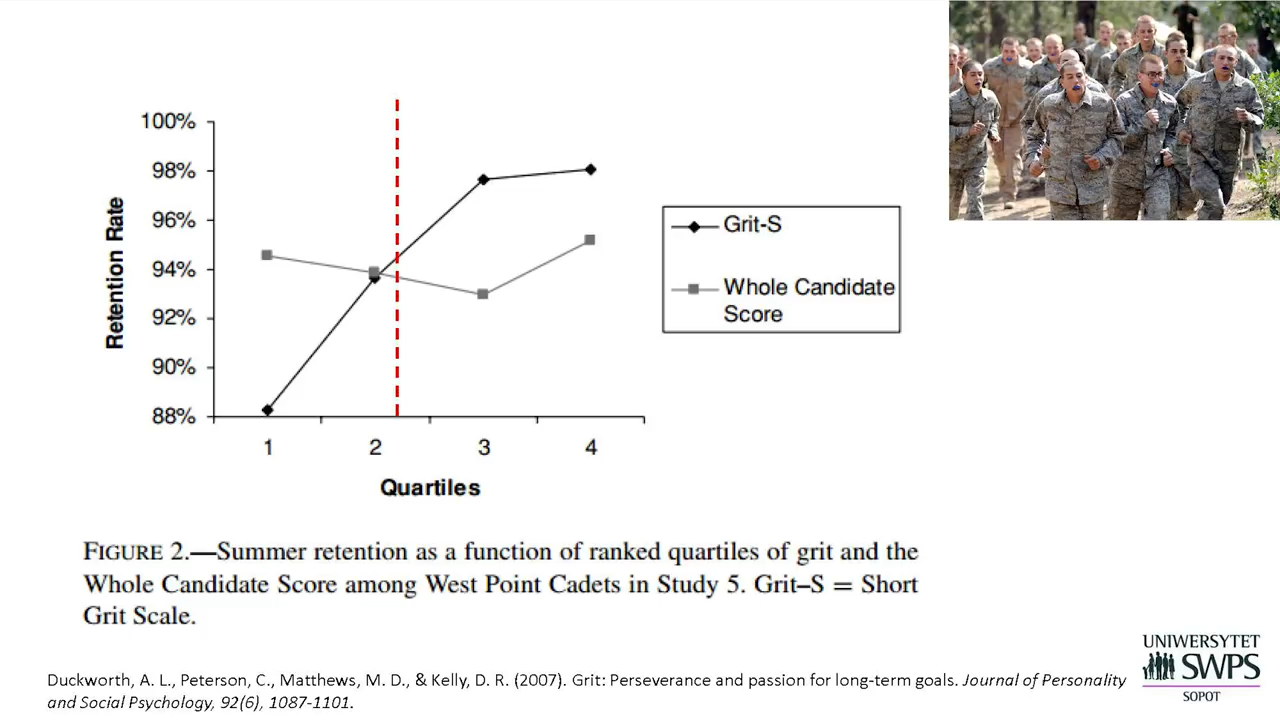 100%
98%
96%
94%
92%
90%
88%
Retention Rate
1 2 3 4
Quartiles
Grit-S
Whole Candidate
Score
FIGURE 2.—Summer retention as a function of ranked quartiles of grit and the
Whole Candidate Score among West Point Cadets in Study 5. Grit–S = Short
Grit Scale.
Duckworth, A. L., Peterson, C., Matthews, M. D., & Kelly, D. R. (2007). Grit: Perseverance and passion for long-term goals. Journal of Personality
and Social Psychology, 92(6), 1087-1101.
UNIWERSYTET
SWPS
SOPOT